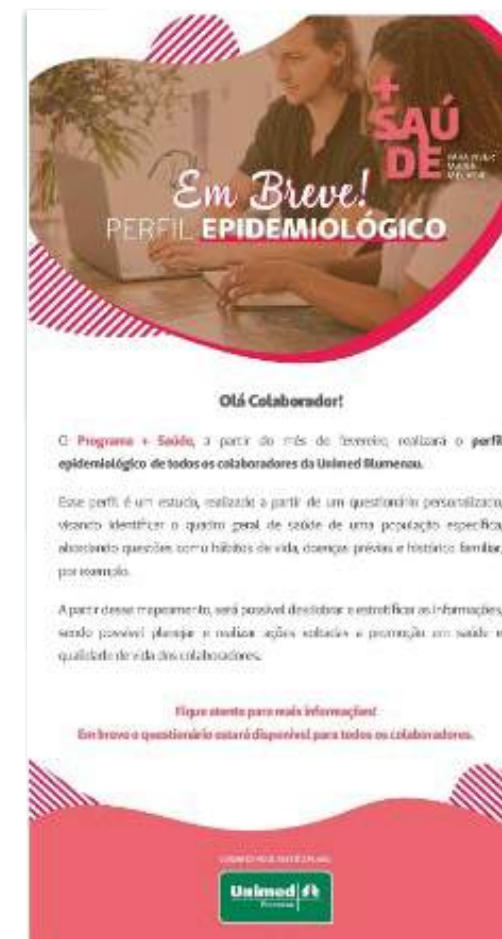 +
SAÚ
DE
Em Breve!
PERFIL EPIDEMIOLÓGICO
Olá Colaborador!
O Programa + Saúde, a partir do mês de fevereiro, realizará o perfil
epidemiológico de todos os colaboradores da Unimed Blumenau.
Esse perfil é um estudo, realizado a partir de um questionário personalizado,
visando identificar o quadro geral de saúde de uma população específica,
abordando questões como hábitos de vida, doenças prévias e histórico familiar,
por exemplo.
A partir desse mapeamento, será possível desdobrar e estratificar as informações,
sendo possível planejar e realizar ações voltadas a promoção em saúde e
qualidade de vida dos colaboradores.
Fique atento para mais informações!
Em breve o questionário estará disponível para todos os colaboradores.
Unimed
Blumenau